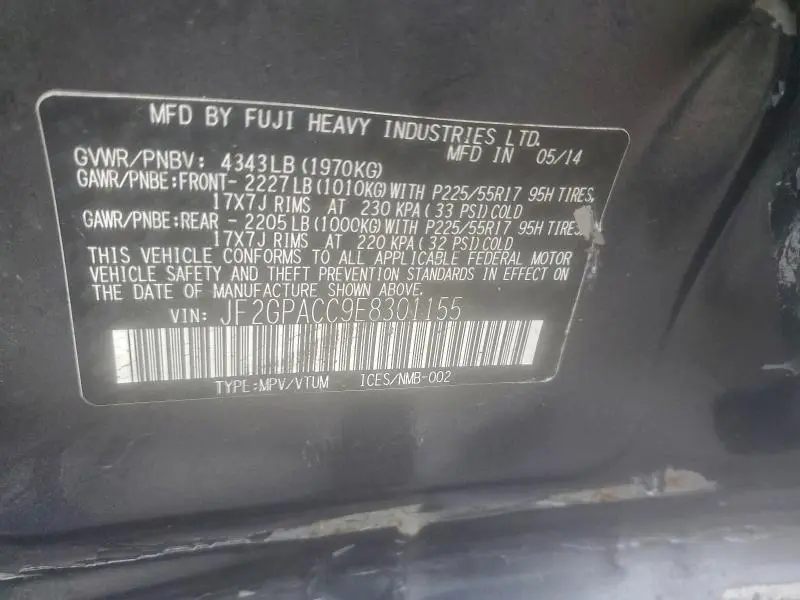 MFD BY FUJI HEAVY INDUSTRIES LTD.
GVWR/PNBV: 4343LB (1970KG) MFD IN 05/14
GAWR/PNBE:FRONT- 2227LB (1010KG) WITH P225/55R17 95H TIRES,
17X7J RIMS AT 230 KPA (33 PSI) COLD
GAWR/PNBE:REAR - 2205LB (1000KG) WITH P225/55R17 95H TIRES,
17X7J RIMS AT 220 KPA (32 PSI) COLD
THIS VEHICLE CONFORMS TO ALL APPLICABLE FEDERAL MOTOR
VEHICLE SAFETY AND THEFT PREVENTION STANDARDS IN EFFECT ON
THE DATE OF MANUFACTURE SHOWN ABOVE.
VIN: JF2GPACC9E8301155
TYPE:MPV/VTUM ICES/NMB-002